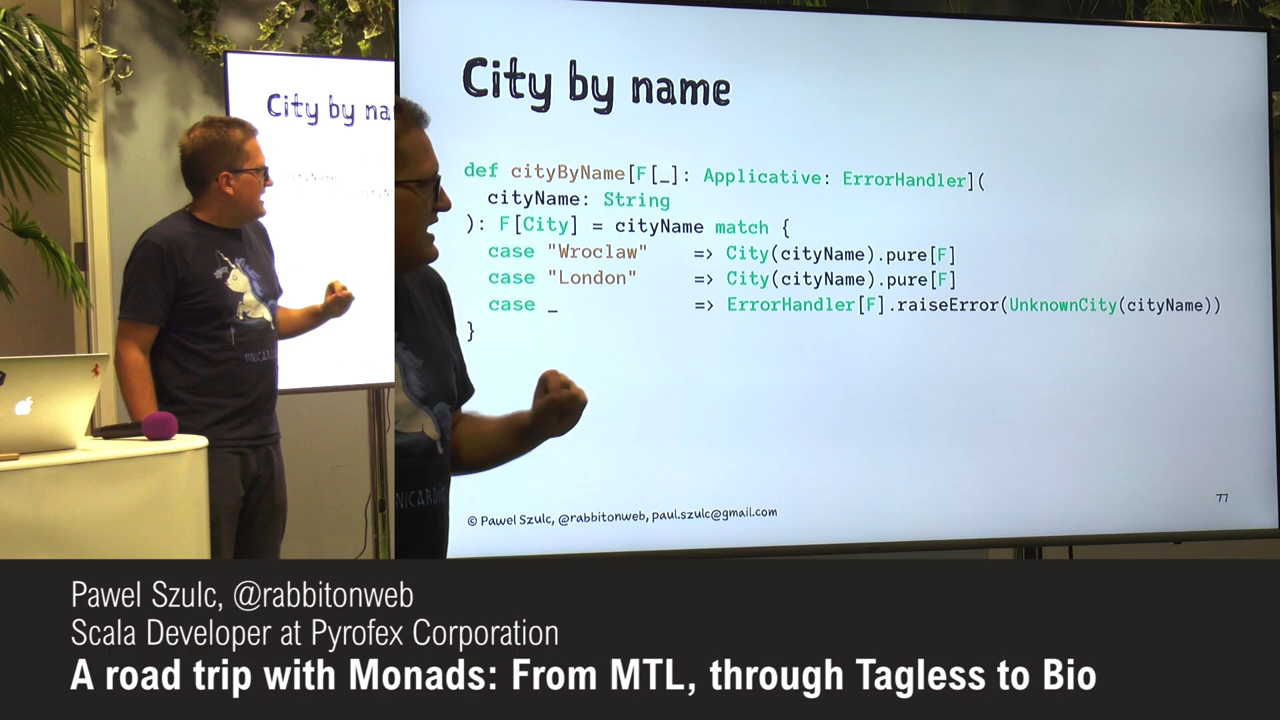 City by na
City by name
def cityByName[F[_]: Applicative: ErrorHandler](
cityName: String
): F[City] = cityName match {
case "Wroclaw" => City(cityName).pure[F]
case "London" => City(cityName).pure[F]
case _ => ErrorHandler[F].raiseError(UnknownCity(cityName))
}
77
© Pawel Szulc, @rabbitonweb, paul.szulc@gmail.com
Pawel Szulc, @rabbitonweb
Scala Developer at Pyrofex Corporation
A road trip with Monads: From MTL, through Tagless to Bio